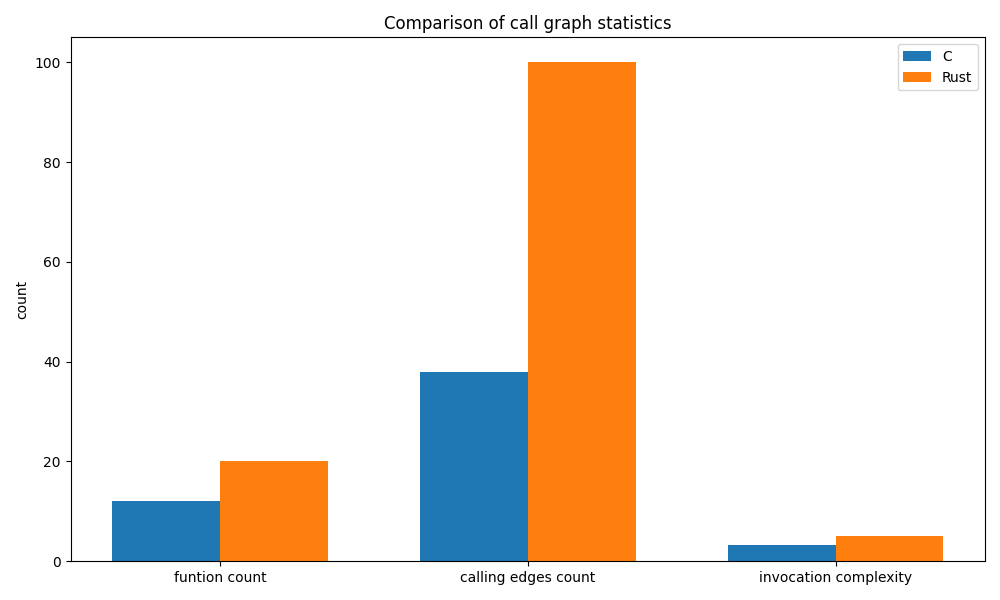 Comparison of call graph statistics
C
Rust
100
80
60
40
20
0
count
funtion count
calling edges count
invocation complexity